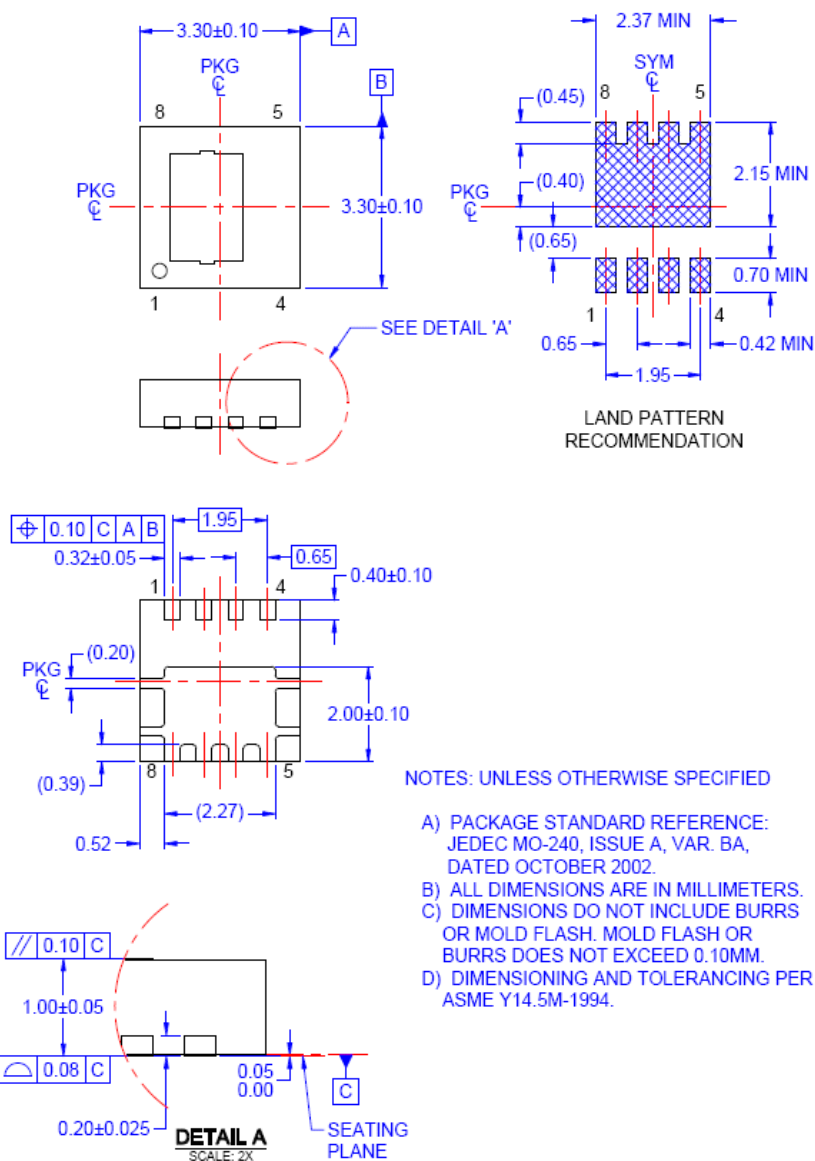 3.30±0.10
A
PKG
℄
B
8
5
PKG
℄
3.30±0.10
1
4
SEE DETAIL 'A'
2.37 MIN
SYM
℄
(0.45)
8
5
(0.40)
PKG
℄
2.15 MIN
(0.65)
0.70 MIN
1
4
0.65
0.42 MIN
1.95
LAND PATTERN
RECOMMENDATION
⌖ 0.10 C A B
1.95
0.32±0.05
0.65
1
4
0.40±0.10
(0.20)
PKG
℄
2.00±0.10
8
5
(0.39)
(2.27)
0.52
NOTES: UNLESS OTHERWISE SPECIFIED
A) PACKAGE STANDARD REFERENCE:
JEDEC MO-240, ISSUE A, VAR. BA,
DATED OCTOBER 2002.
B) ALL DIMENSIONS ARE IN MILLIMETERS.
C) DIMENSIONS DO NOT INCLUDE BURRS
OR MOLD FLASH. MOLD FLASH OR
BURRS DOES NOT EXCEED 0.10MM.
D) DIMENSIONING AND TOLERANCING PER
ASME Y14.5M-1994.
// 0.10 C
1.00±0.05
⌓ 0.08 C
0.05
0.00
C
0.20±0.025
DETAIL A
SCALE: 2X
SEATING
PLANE